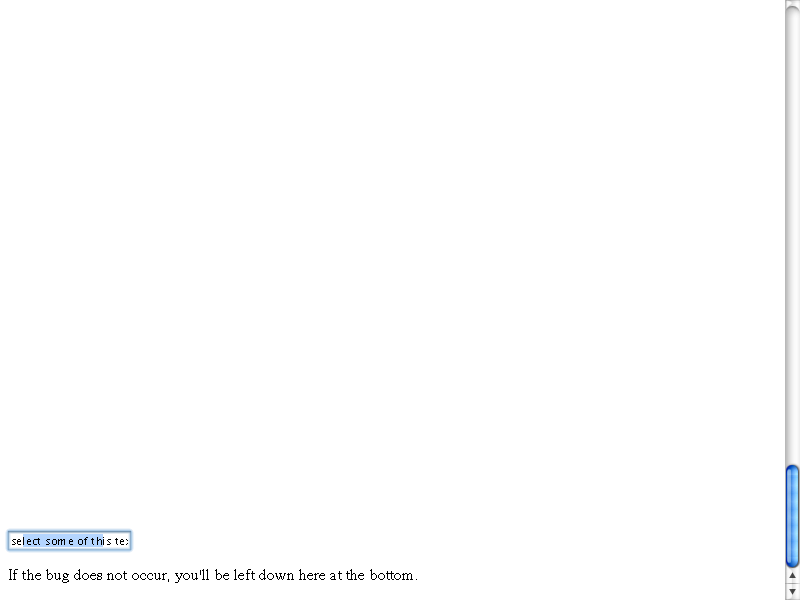 select some of this te
If the bug does not occur, you'll be left down here at the bottom.